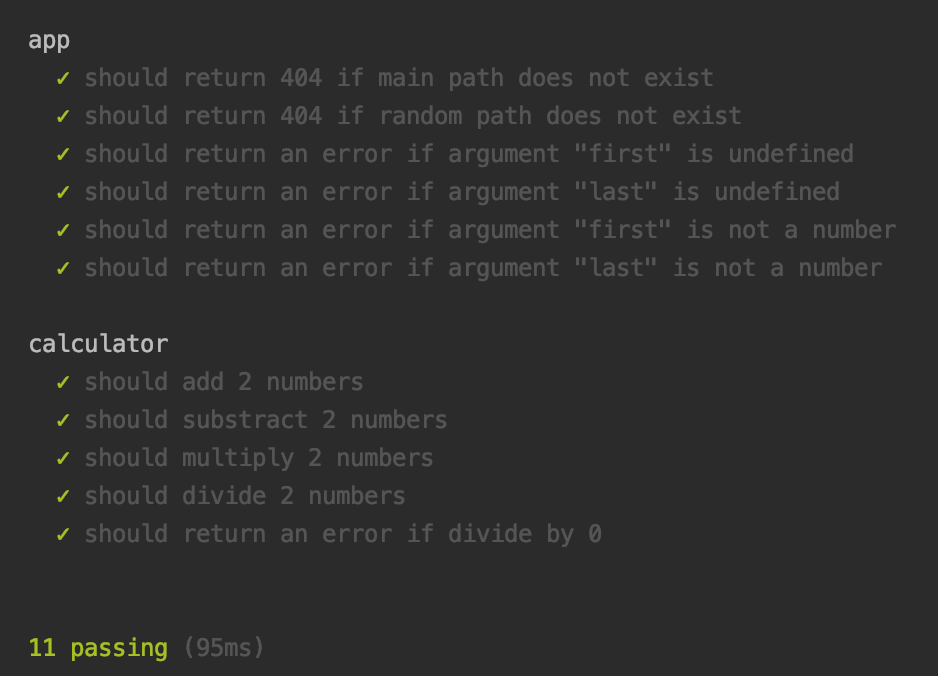 app
✓ should return 404 if main path does not exist
✓ should return 404 if random path does not exist
✓ should return an error if argument "first" is undefined
✓ should return an error if argument "last" is undefined
✓ should return an error if argument "first" is not a number
✓ should return an error if argument "last" is not a number
calculator
✓ should add 2 numbers
✓ should substract 2 numbers
✓ should multiply 2 numbers
✓ should divide 2 numbers
✓ should return an error if divide by 0
11 passing (95ms)